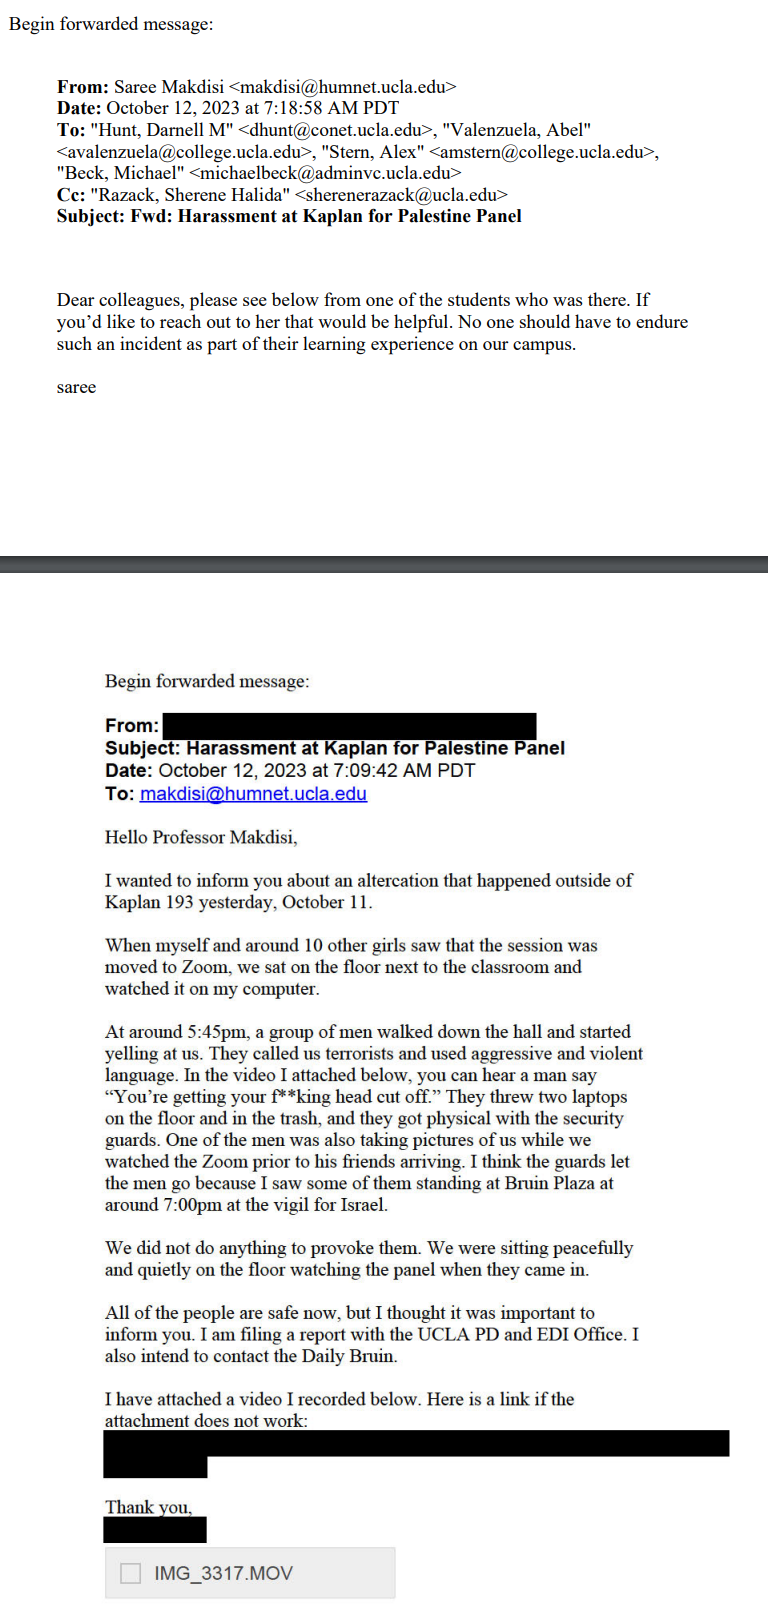 Begin forwarded message:
From: Saree Makdisi <makdisi@humnet.ucla.edu>
Date: October 12, 2023 at 7:18:58 AM PDT
To: "Hunt, Darnell M" <dhunt@conet.ucla.edu>, "Valenzuela, Abel"
<avalenzuela@college.ucla.edu>, "Stern, Alex" <amstern@college.ucla.edu>,
"Beck, Michael" <michaelbeck@adminvc.ucla.edu>
Cc: "Razack, Sherene Halida" <sherenerazack@ucla.edu>
Subject: Fwd: Harassment at Kaplan for Palestine Panel
Dear colleagues, please see below from one of the students who was there. If
you’d like to reach out to her that would be helpful. No one should have to endure
such an incident as part of their learning experience on our campus.
saree
Begin forwarded message:
From:
Subject: Harassment at Kaplan for Palestine Panel
Date: October 12, 2023 at 7:09:42 AM PDT
To: makdisi@humnet.ucla.edu
Hello Professor Makdisi,
I wanted to inform you about an altercation that happened outside of
Kaplan 193 yesterday, October 11.
When myself and around 10 other girls saw that the session was
moved to Zoom, we sat on the floor next to the classroom and
watched it on my computer.
At around 5:45pm, a group of men walked down the hall and started
yelling at us. They called us terrorists and used aggressive and violent
language. In the video I attached below, you can hear a man say
“You’re getting your f**king head cut off.” They threw two laptops
on the floor and in the trash, and they got physical with the security
guards. One of the men was also taking pictures of us while we
watched the Zoom prior to his friends arriving. I think the guards let
the men go because I saw some of them standing at Bruin Plaza at
around 7:00pm at the vigil for Israel.
We did not do anything to provoke them. We were sitting peacefully
and quietly on the floor watching the panel when they came in.
All of the people are safe now, but I thought it was important to
inform you. I am filing a report with the UCLA PD and EDI Office. I
also intend to contact the Daily Bruin.
I have attached a video I recorded below. Here is a link if the
attachment does not work:
Thank you,
IMG_3317.MOV